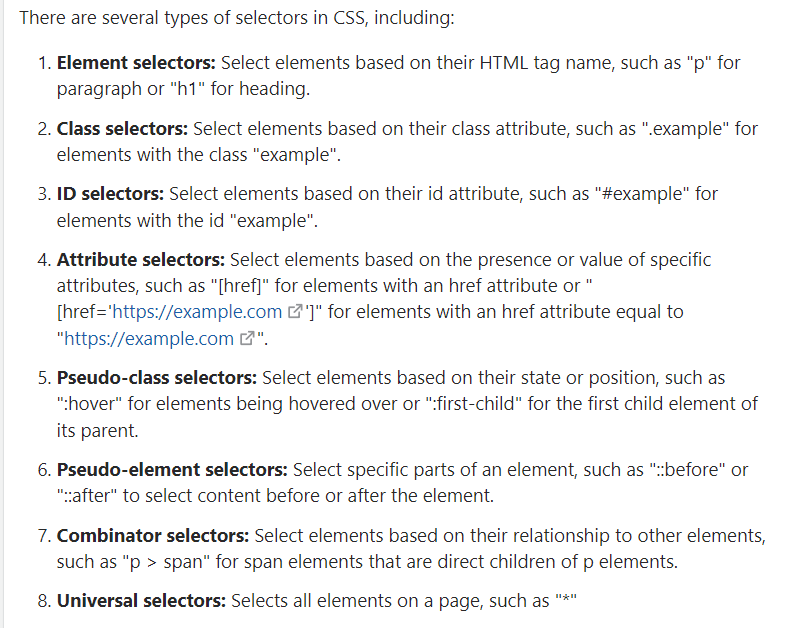 There are several types of selectors in CSS, including:
1. Element selectors: Select elements based on their HTML tag name, such as "p" for
paragraph or "h1" for heading.
2. Class selectors: Select elements based on their class attribute, such as ".example" for
elements with the class "example".
3. ID selectors: Select elements based on their id attribute, such as "#example" for
elements with the id "example".
4. Attribute selectors: Select elements based on the presence or value of specific
attributes, such as "[href]" for elements with an href attribute or "
[href='https://example.com']" for elements with an href attribute equal to
"https://example.com".
5. Pseudo-class selectors: Select elements based on their state or position, such as
":hover" for elements being hovered over or ":first-child" for the first child element of
its parent.
6. Pseudo-element selectors: Select specific parts of an element, such as "::before" or
"::after" to select content before or after the element.
7. Combinator selectors: Select elements based on their relationship to other elements,
such as "p > span" for span elements that are direct children of p elements.
8. Universal selectors: Selects all elements on a page, such as "*"